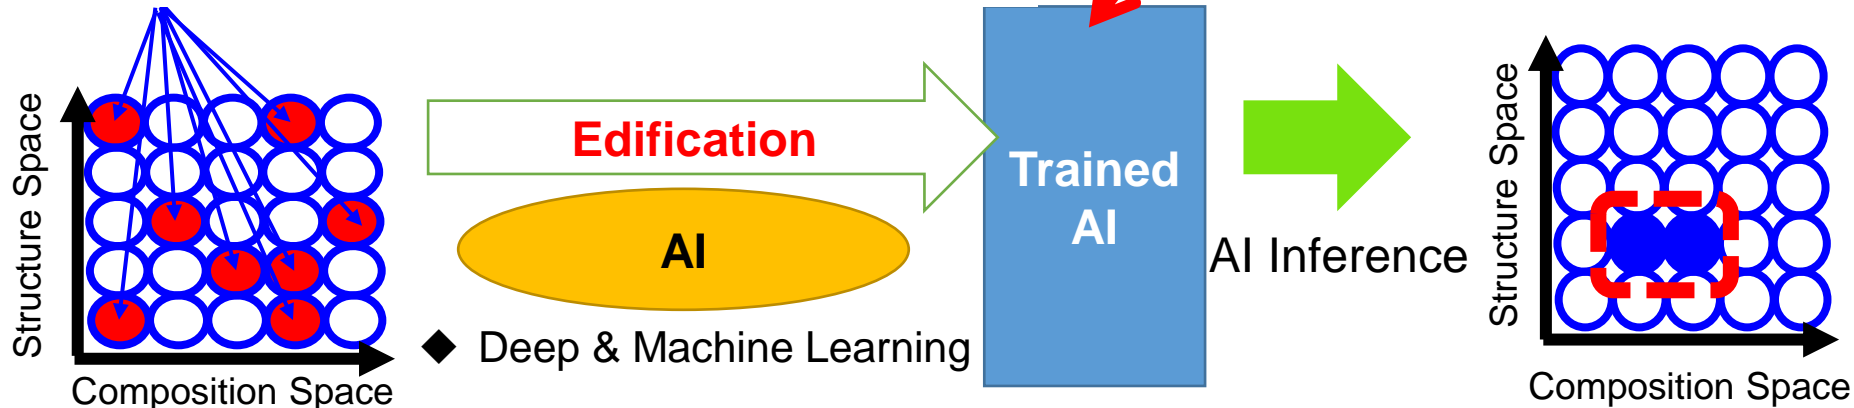 Structure Space
Composition Space
Edification
AI
◆ Deep & Machine Learning
Trained
AI
AI Inference
Structure Space
Composition Space